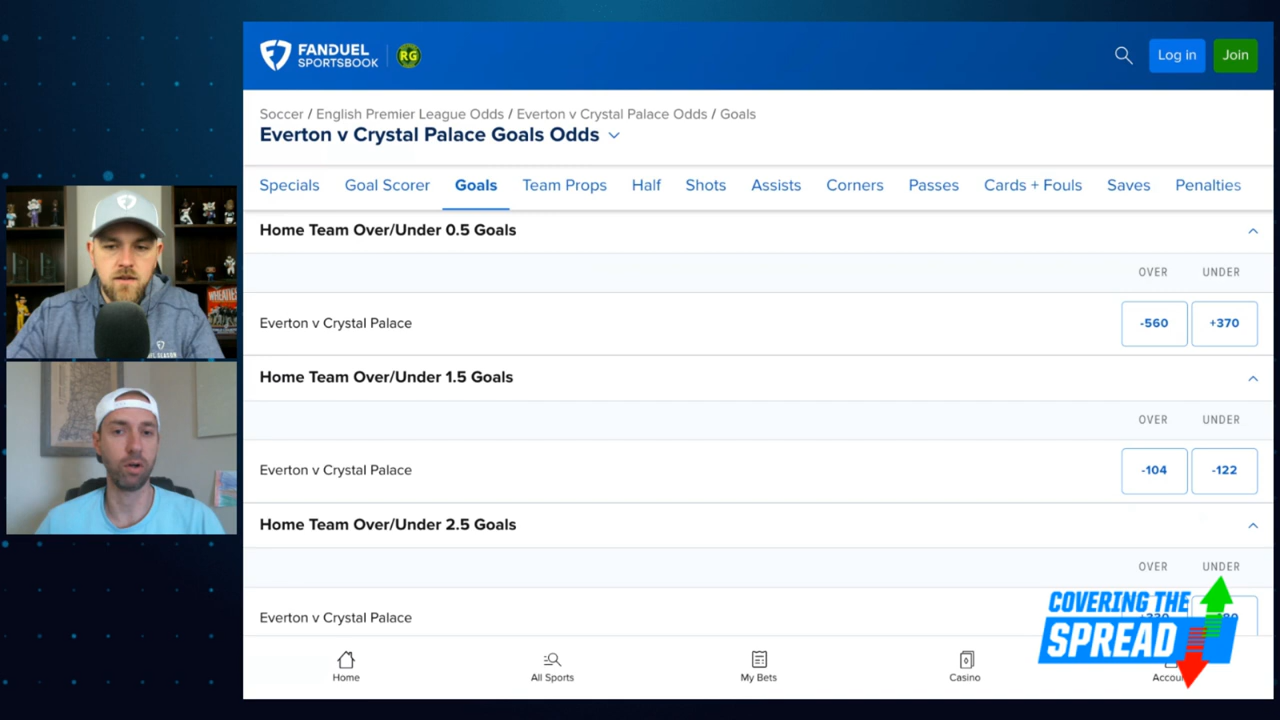 FANDUEL
SPORTSBOOK
RG
Log in
Join
Soccer / English Premier League Odds / Everton v Crystal Palace Odds / Goals
Everton v Crystal Palace Goals Odds
Specials Goal Scorer Goals Team Props Half Shots Assists Corners Passes Cards + Fouls Saves Penalties
Home Team Over/Under 0.5 Goals
OVER UNDER
Everton v Crystal Palace -560 +370
Home Team Over/Under 1.5 Goals
OVER UNDER
Everton v Crystal Palace -104 -122
Home Team Over/Under 2.5 Goals
OVER UNDER
Everton v Crystal Palace
COVERING THE
SPREAD
Home All Sports My Bets Casino
WHEATIES